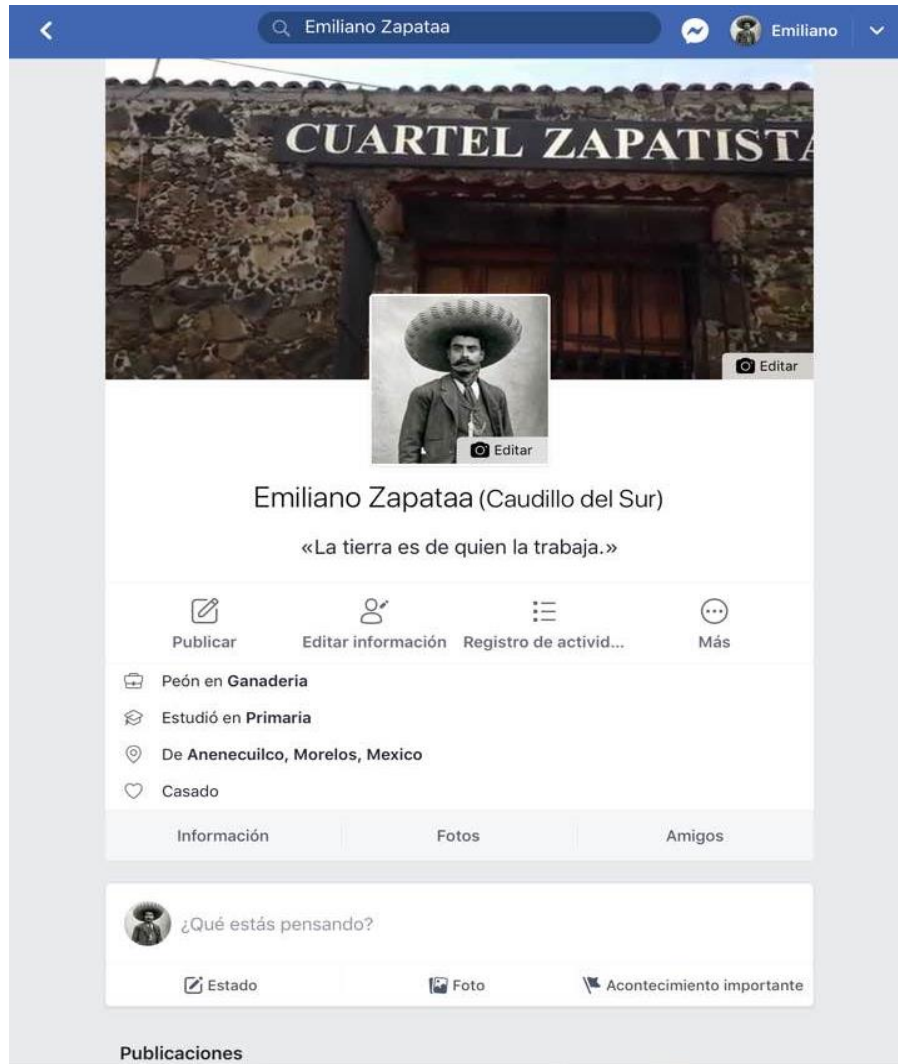 Emiliano Zapataa
Emiliano
CUARTEL ZAPATISTA
Editar
Editar
Emiliano Zapataa (Caudillo del Sur)
«La tierra es de quien la trabaja.»
Publicar
Editar información
Registro de activid...
Más
Peón en Ganaderia
Estudió en Primaria
De Anenecuilco, Morelos, Mexico
Casado
Información
Fotos
Amigos
¿Qué estás pensando?
Estado
Foto
Acontecimiento importante
Publicaciones